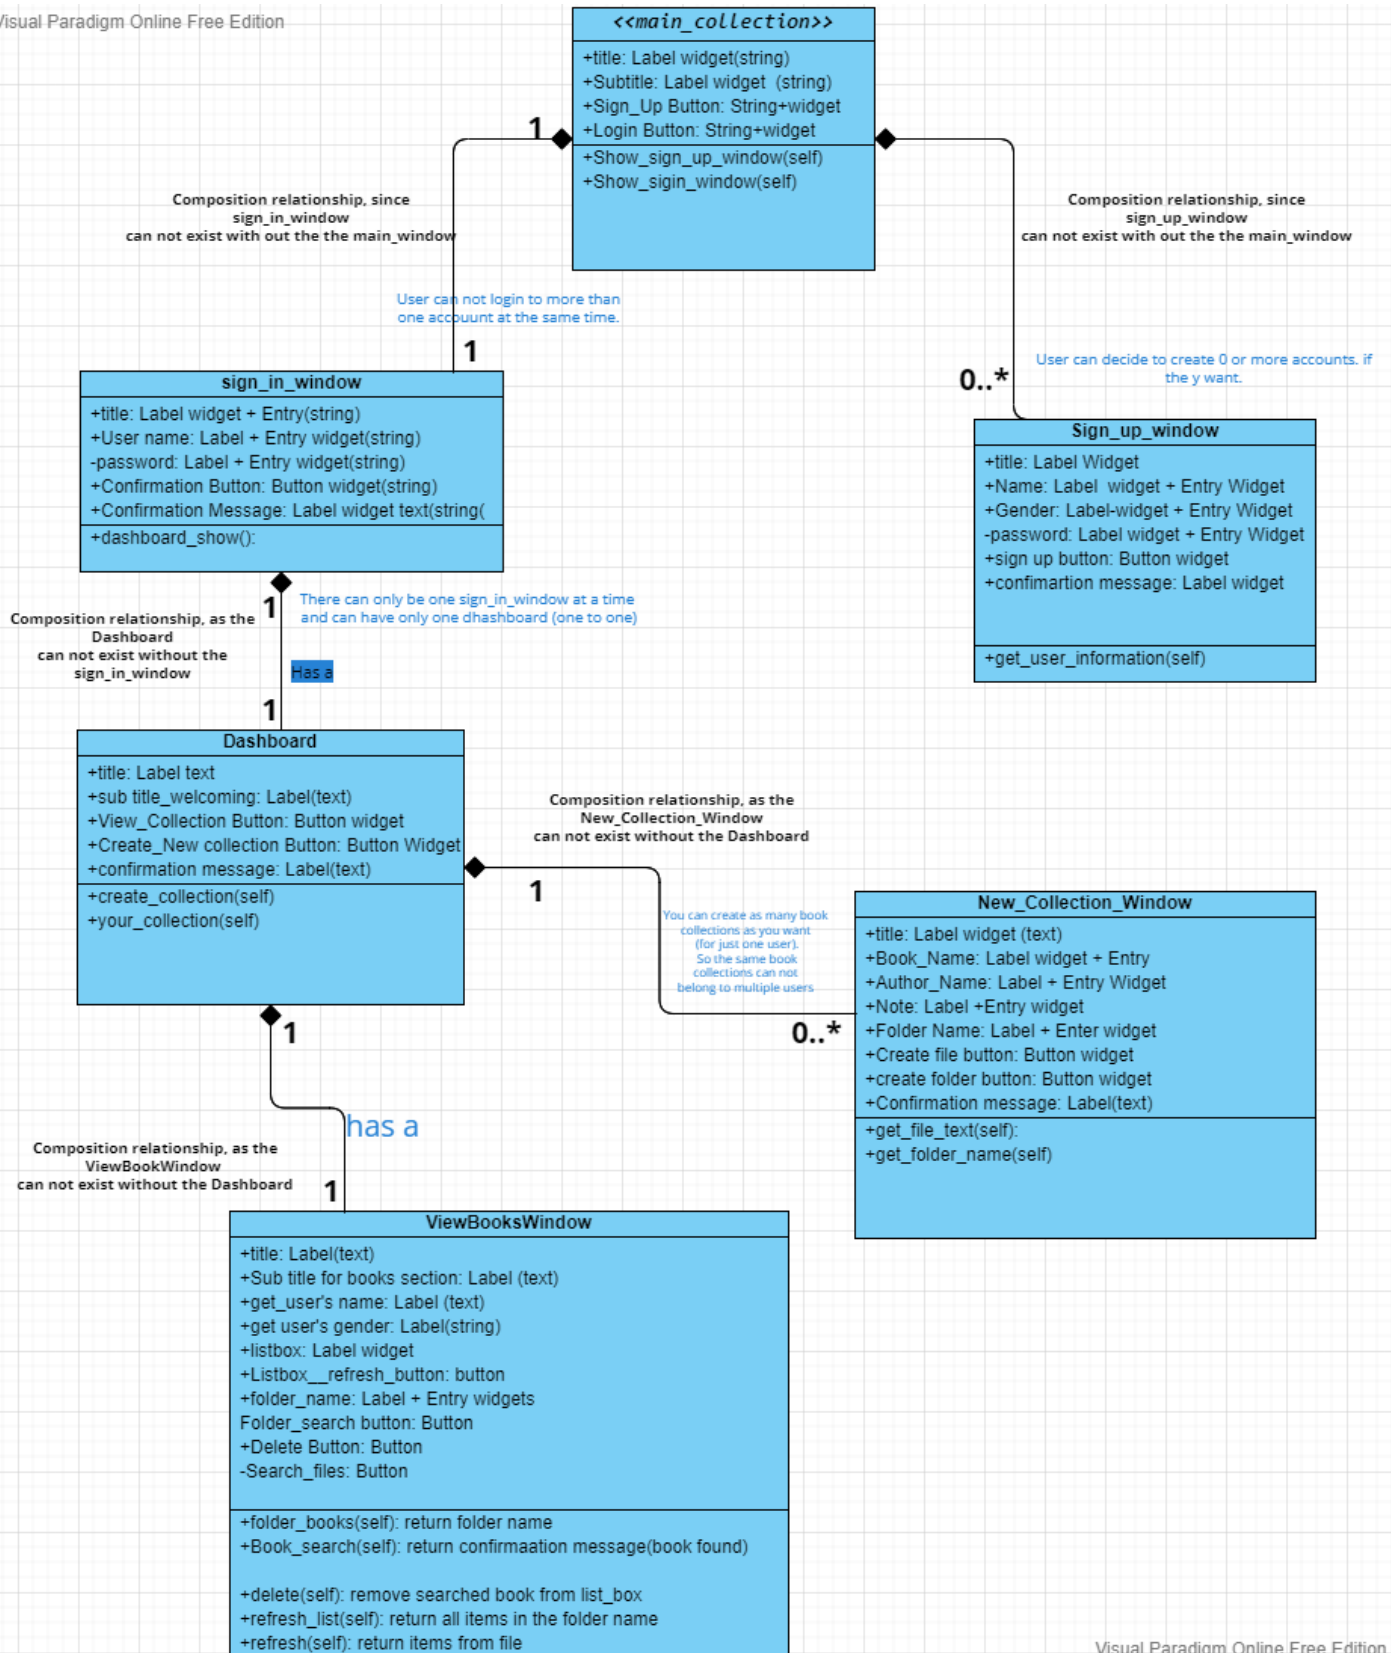 Visual Paradigm Online Free Edition
<<main_collection>>
+title: Label widget(string)
+Subtitle: Label widget (string)
+Sign_Up Button: String+widget
+Login Button: String+widget
+Show_sign_up_window(self)
+Show_sigin_window(self)
1
Composition relationship, since
sign_in_window
can not exist with out the the main_window
Composition relationship, since
sign_up_window
can not exist with out the the main_window
User can not login to more than
one accouunt at the same time.
1
User can decide to create 0 or more accounts. if
the y want.
0..*
sign_in_window
+title: Label widget + Entry(string)
+User name: Label + Entry widget(string)
-password: Label + Entry widget(string)
+Confirmation Button: Button widget(string)
+Confirmation Message: Label widget text(string(
+dashboard_show():
Sign_up_window
+title: Label Widget
+Name: Label widget + Entry Widget
+Gender: Label-widget + Entry Widget
-password: Label widget + Entry Widget
+sign up button: Button widget
+confimartion message: Label widget
+get_user_information(self)
1
There can only be one sign_in_window at a time
and can have only one dhashboard (one to one)
Composition relationship, as the
Dashboard
can not exist without the
sign_in_window
Has a
1
Dashboard
+title: Label text
+sub title_welcoming: Label(text)
+View_Collection Button: Button widget
+Create_New collection Button: Button Widget
+confirmation message: Label(text)
+create_collection(self)
+your_collection(self)
Composition relationship, as the
New_Collection_Window
can not exist without the Dashboard
1
You can create as many book
collections as you want
(for just one user).
So the same book
collections can not
belong to multiple users
0..*
New_Collection_Window
+title: Label widget (text)
+Book_Name: Label widget + Entry
+Author_Name: Label + Entry Widget
+Note: Label +Entry widget
+Folder Name: Label + Enter widget
+Create file button: Button widget
+create folder button: Button widget
+Confirmation message: Label(text)
+get_file_text(self):
+get_folder_name(self)
1
has a
Composition relationship, as the
ViewBookWindow
can not exist without the Dashboard
1
ViewBooksWindow
+title: Label(text)
+Sub title for books section: Label (text)
+get_user's name: Label (text)
+get user's gender: Label(string)
+listbox: Label widget
+Listbox__refresh_button: button
+folder_name: Label + Entry widgets
Folder_search button: Button
+Delete Button: Button
-Search_files: Button
+folder_books(self): return folder name
+Book_search(self): return confirmaation message(book found)
+delete(self): remove searched book from list_box
+refresh_list(self): return all items in the folder name
+refresh(self): return items from file
Visual Paradigm Online Free Edition